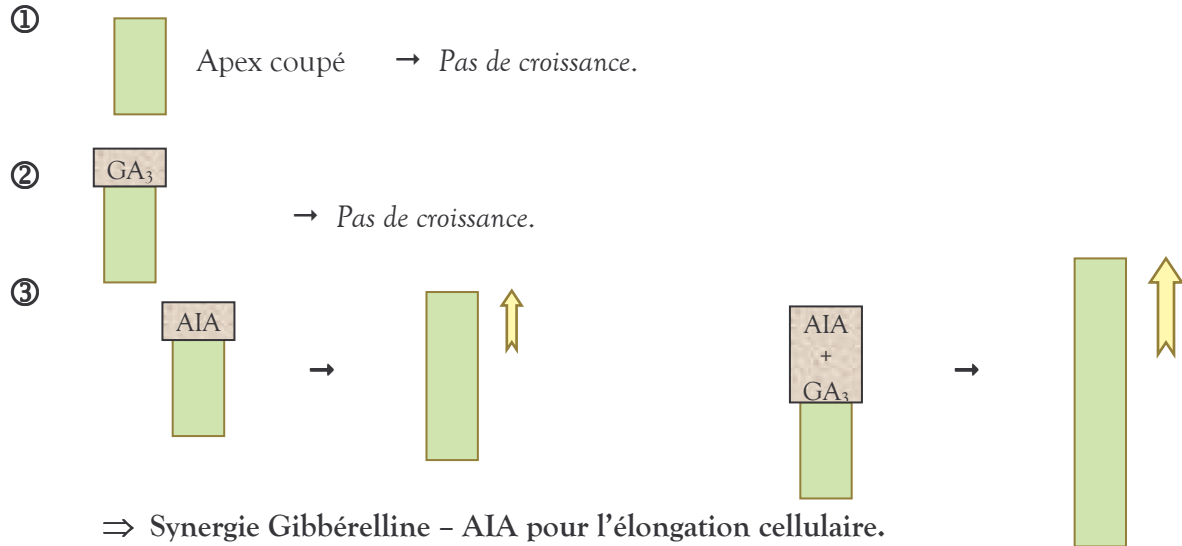 ①
Apex coupé → Pas de croissance.
②
GA₃
→ Pas de croissance.
③
AIA
→
AIA
+
GA₃
→
⇒ Synergie Gibbérelline – AIA pour l'élongation cellulaire.